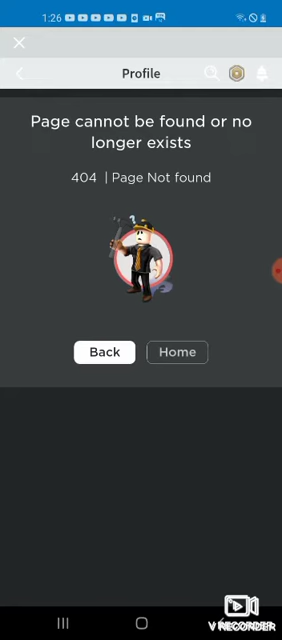 1:26
Profile
Page cannot be found or no
longer exists
404 | Page Not found
Back
Home
V RECORDER